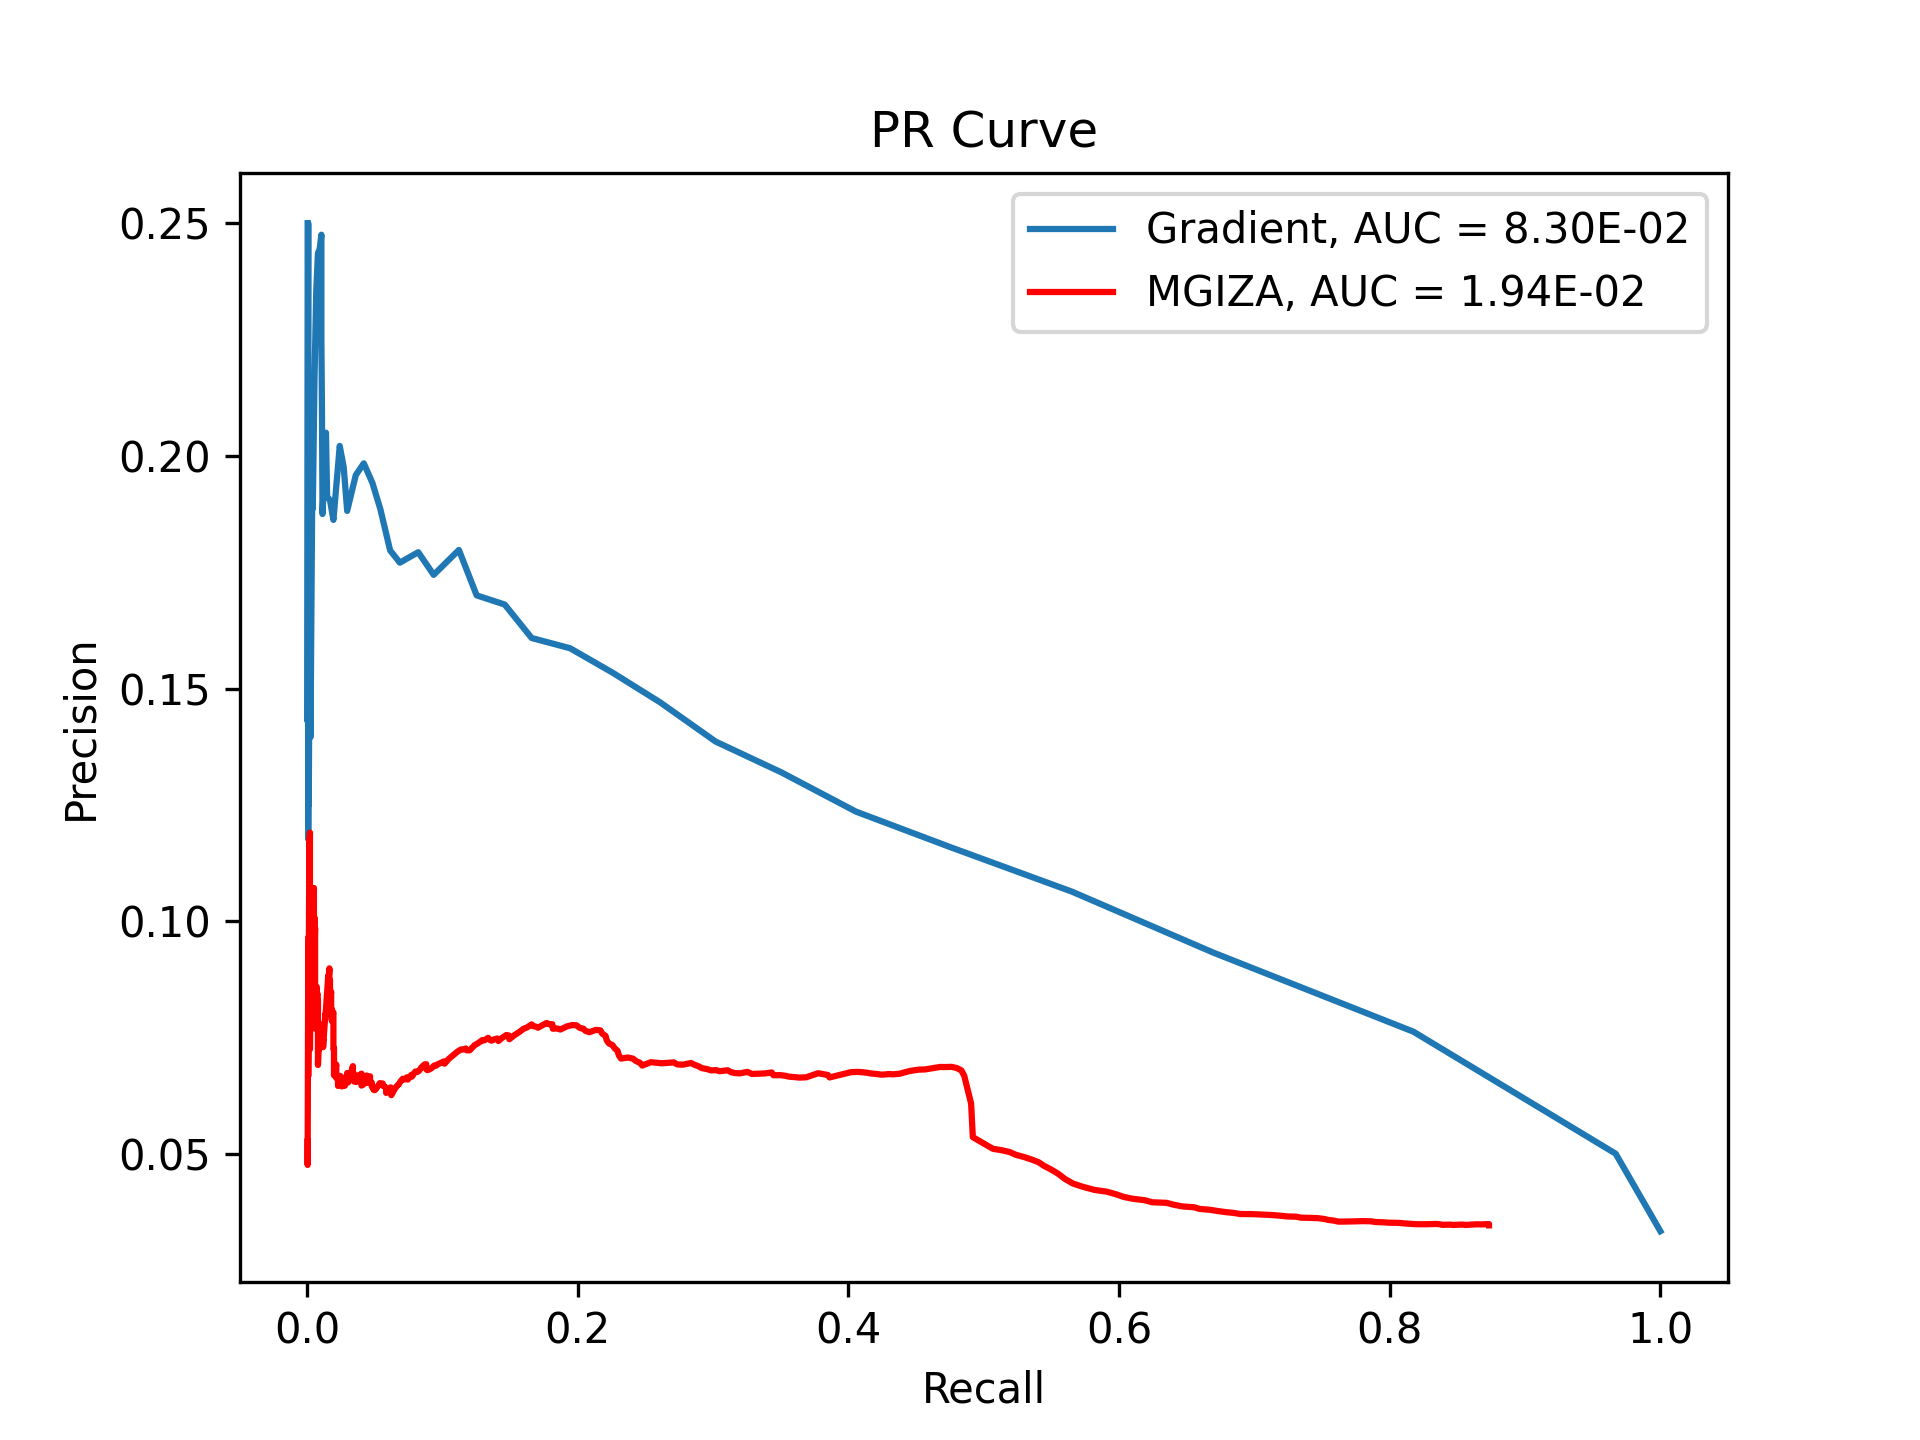 PR Curve
Gradient, AUC = 8.30E-02
MGIZA, AUC = 1.94E-02
Precision
0.25
0.20
0.15
0.10
0.05
0.0 0.2 0.4 0.6 0.8 1.0
Recall